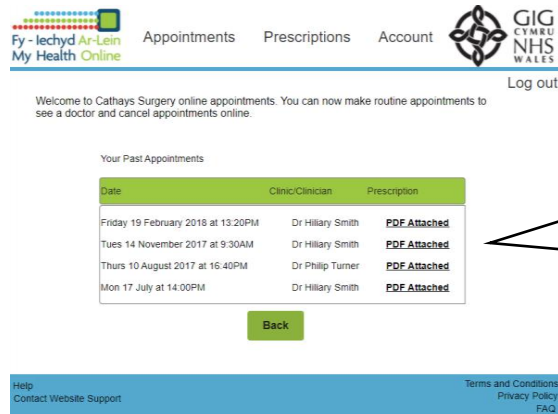 Fy - Iechyd Ar-Lein
My Health Online
Appointments Prescriptions Account
GIG
CYMRU
NHS
WALES
Log out
Welcome to Cathays Surgery online appointments. You can now make routine appointments to
see a doctor and cancel appointments online.
Your Past Appointments
Date Clinic/Clinician Prescription
Friday 19 February 2018 at 13:20PM Dr Hiliary Smith PDF Attached
Tues 14 November 2017 at 9:30AM Dr Hiliary Smith PDF Attached
Thurs 10 August 2017 at 16:40PM Dr Philip Turner PDF Attached
Mon 17 July at 14:00PM Dr Hiliary Smith PDF Attached
Back
Help Terms and Conditions
Contact Website Support Privacy Policy
FAQ